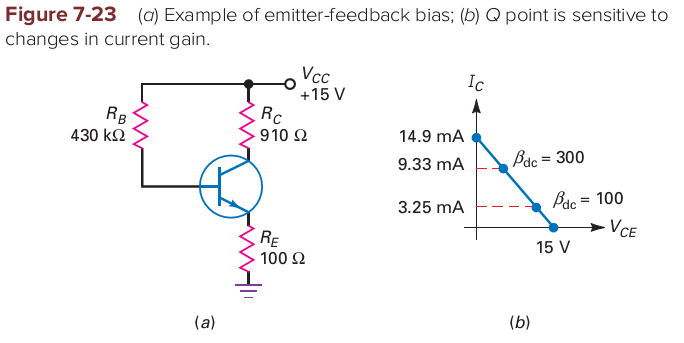 Figure 7-23 (a) Example of emitter-feedback bias; (b) Q point is sensitive to
changes in current gain.
VCC
+15 V
RB
430 kΩ
RC
910 Ω
RE
100 Ω
(a)
IC
14.9 mA
9.33 mA
βdc = 300
3.25 mA
βdc = 100
VCE
15 V
(b)